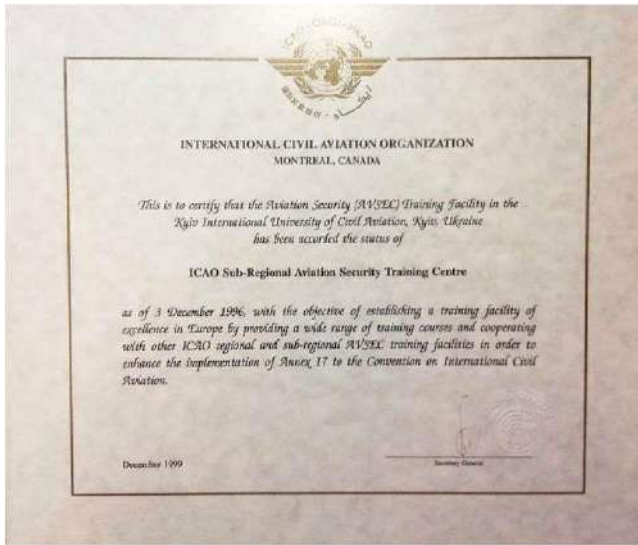 ICAO · OACI · ИКАО
INTERNATIONAL CIVIL AVIATION ORGANIZATION
MONTREAL, CANADA
This is to certify that the Aviation Security (AVSEC) Training Facility in the
Kyiv International University of Civil Aviation, Kyiv, Ukraine
has been accorded the status of
ICAO Sub-Regional Aviation Security Training Centre
as of 3 December 1996, with the objective of establishing a training facility of
excellence in Europe by providing a wide range of training courses and cooperating
with other ICAO regional and sub-regional AVSEC training facilities in order to
enhance the implementation of Annex 17 to the Convention on International Civil
Aviation.
December 1999
Secretary General